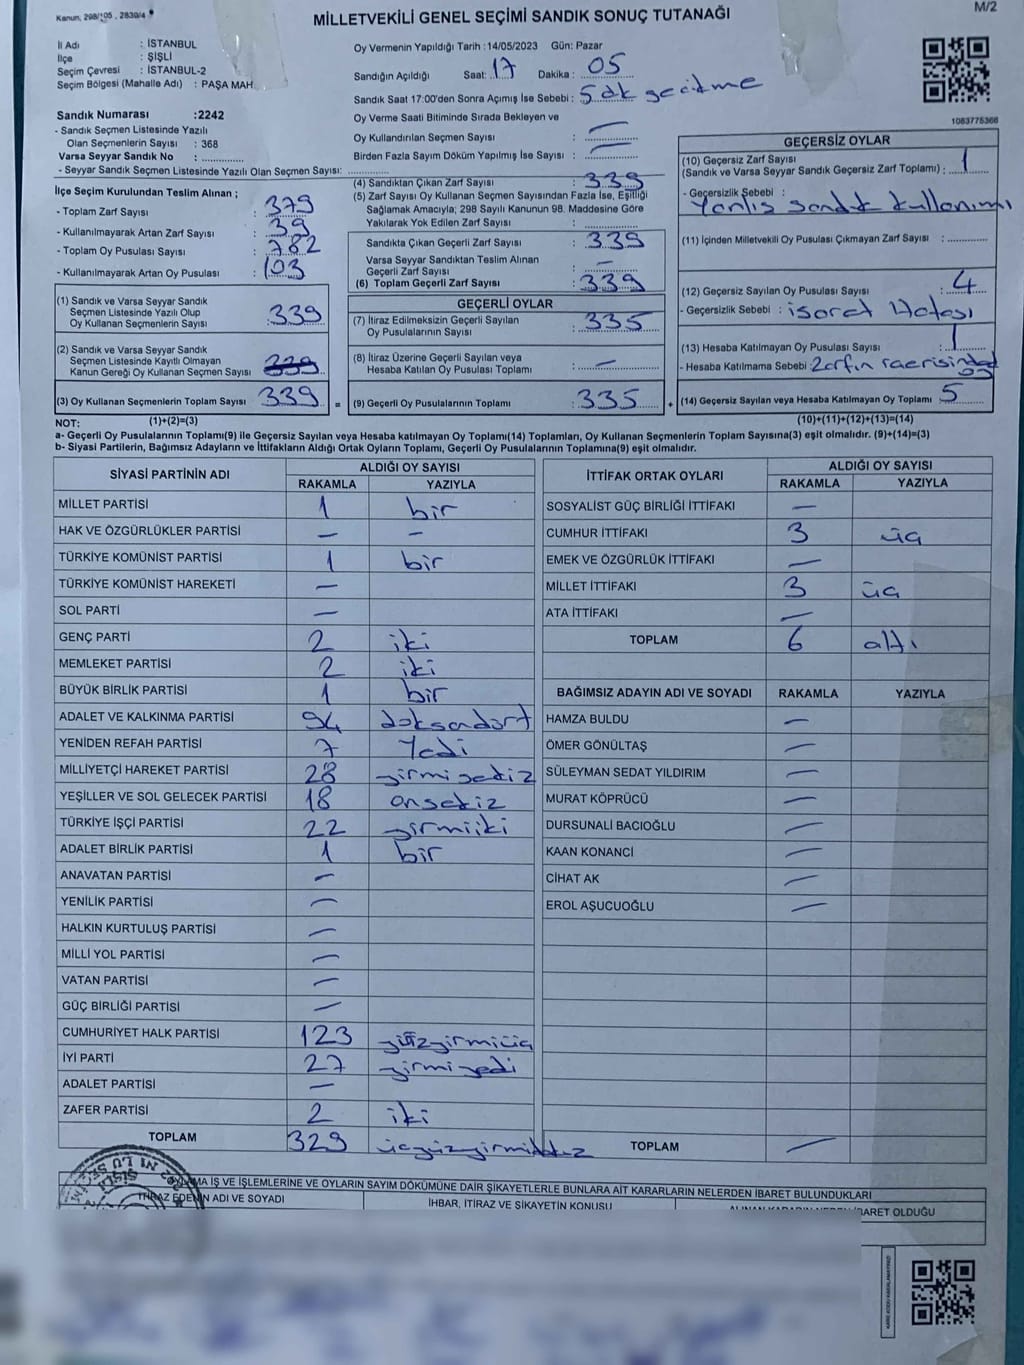 Kanun, 298/105 , 2839/4
MİLLETVEKİLİ GENEL SEÇİMİ SANDIK SONUÇ TUTANAĞI
M/2
İl Adı : İSTANBUL
İlçe : ŞİŞLİ
Seçim Çevresi : İSTANBUL-2
Seçim Bölgesi (Mahalle Adı) : PAŞA MAH
Oy Vermenin Yapıldığı Tarih :14/05/2023 Gün: Pazar
Sandığın Açıldığı Saat: 17 Dakika : 05
Sandık Saat 17:00'den Sonra Açımış İse Sebebi : 5 dk gecikme
Oy Verme Saati Bitiminde Sırada Bekleyen ve
Oy Kullandırılan Seçmen Sayısı : —
Birden Fazla Sayım Döküm Yapılmış İse Sayısı : —
1083775366
Sandık Numarası :2242
- Sandık Seçmen Listesinde Yazılı
Olan Seçmenlerin Sayısı : 368
Varsa Seyyar Sandık No : ..............
- Seyyar Sandık Seçmen Listesinde Yazılı Olan Seçmen Sayısı: ..............
İlçe Seçim Kurulundan Teslim Alınan ;
- Toplam Zarf Sayısı : 379
- Kullanılmayarak Artan Zarf Sayısı : 39
- Toplam Oy Pusulası Sayısı : 782
- Kullanılmayarak Artan Oy Pusulası : 103
(1) Sandık ve Varsa Seyyar Sandık
Seçmen Listesinde Yazılı Olup
Oy Kullanan Seçmenlerin Sayısı : 339
(2) Sandık ve Varsa Seyyar Sandık
Seçmen Listesinde Kayıtlı Olmayan
Kanun Gereği Oy Kullanan Seçmen Sayısı : 339
(3) Oy Kullanan Seçmenlerin Toplam Sayısı : 339 =
(4) Sandıktan Çıkan Zarf Sayısı : 339
(5) Zarf Sayısı Oy Kullanan Seçmen Sayısından Fazla İse, Eşitliği
Sağlamak Amacıyla; 298 Sayılı Kanunun 98. Maddesine Göre
Yakılarak Yok Edilen Zarf Sayısı : ..............
Sandıkta Çıkan Geçerli Zarf Sayısı : 339
Varsa Seyyar Sandıktan Teslim Alınan
Geçerli Zarf Sayısı : —
(6) Toplam Geçerli Zarf Sayısı : 339
GEÇERLİ OYLAR
(7) İtiraz Edilmeksizin Geçerli Sayılan
Oy Pusulalarının Sayısı : 335
(8) İtiraz Üzerine Geçerli Sayılan veya
Hesaba Katılan Oy Pusulası Toplamı : —
(9) Geçerli Oy Pusulalarının Toplamı : 335 +
GEÇERSİZ OYLAR
(10) Geçersiz Zarf Sayısı
(Sandık ve Varsa Seyyar Sandık Geçersiz Zarf Toplamı) : 1
- Geçersizlik Sebebi :
Yanlış sandık kullanımı
(11) İçinden Milletvekili Oy Pusulası Çıkmayan Zarf Sayısı : ..............
(12) Geçersiz Sayılan Oy Pusulası Sayısı : 4
- Geçersizlik Sebebi : işaret Hatası
(13) Hesaba Katılmayan Oy Pusulası Sayısı : 1
- Hesaba Katılmama Sebebi : Zarfın
(14) Geçersiz Sayılan veya Hesaba Katılmayan Oy Toplamı : 5
NOT: (1)+(2)=(3) (10)+(11)+(12)+(13)=(14)
a- Geçerli Oy Pusulalarının Toplamı(9) ile Geçersiz Sayılan veya Hesaba katılmayan Oy Toplamı(14) Toplamları, Oy Kullanan Seçmenlerin Toplam Sayısına(3) eşit olmalıdır. (9)+(14)=(3)
b- Siyasi Partilerin, Bağımsız Adayların ve İttifakların Aldığı Ortak Oyların Toplamı, Geçerli Oy Pusulalarının Toplamına(9) eşit olmalıdır.
SİYASİ PARTİNİN ADI ALDIĞI OY SAYISI
RAKAMLA YAZIYLA
MİLLET PARTİSİ 1 bir
HAK VE ÖZGÜRLÜKLER PARTİSİ — —
TÜRKİYE KOMÜNİST PARTİSİ 1 bir
TÜRKİYE KOMÜNİST HAREKETİ —
SOL PARTİ —
GENÇ PARTİ 2 iki
MEMLEKET PARTİSİ 2 iki
BÜYÜK BİRLİK PARTİSİ 1 bir
ADALET VE KALKINMA PARTİSİ 94 doksandört
YENİDEN REFAH PARTİSİ 7 Yedi
MİLLİYETÇİ HAREKET PARTİSİ 28 yirmi sekiz
YEŞİLLER VE SOL GELECEK PARTİSİ 18 onsekiz
TÜRKİYE İŞÇİ PARTİSİ 22 yirmiiki
ADALET BİRLİK PARTİSİ 1 bir
ANAVATAN PARTİSİ —
YENİLİK PARTİSİ —
HALKIN KURTULUŞ PARTİSİ —
MİLLİ YOL PARTİSİ —
VATAN PARTİSİ —
GÜÇ BİRLİĞİ PARTİSİ —
CUMHURİYET HALK PARTİSİ 123 yüzyirmiüç
İYİ PARTİ 27 yirmiyedi
ADALET PARTİSİ —
ZAFER PARTİSİ 2 iki
TOPLAM 329 üçyüzyirmidokuz
İTTİFAK ORTAK OYLARI ALDIĞI OY SAYISI
RAKAMLA YAZIYLA
SOSYALİST GÜÇ BİRLİĞİ İTTİFAKI —
CUMHUR İTTİFAKI 3 üç
EMEK VE ÖZGÜRLÜK İTTİFAKI —
MİLLET İTTİFAKI 3 üç
ATA İTTİFAKI —
TOPLAM 6 altı
BAĞIMSIZ ADAYIN ADI VE SOYADI RAKAMLA YAZIYLA
HAMZA BULDU —
ÖMER GÖNÜLTAŞ —
SÜLEYMAN SEDAT YILDIRIM —
MURAT KÖPRÜCÜ —
DURSUNALİ BACIOĞLU —
KAAN KONANCİ —
CİHAT AK —
EROL AŞUCUOĞLU —
TOPLAM —
OYLAMA İŞ VE İŞLEMLERİNE VE OYLARIN SAYIM DÖKÜMÜNE DAİR ŞİKAYETLERLE BUNLARA AİT KARARLARIN NELERDEN İBARET BULUNDUKLARI
İTİRAZ EDENİN ADI VE SOYADI İHBAR, İTİRAZ VE ŞİKAYETİN KONUSU İBARET OLDUĞU